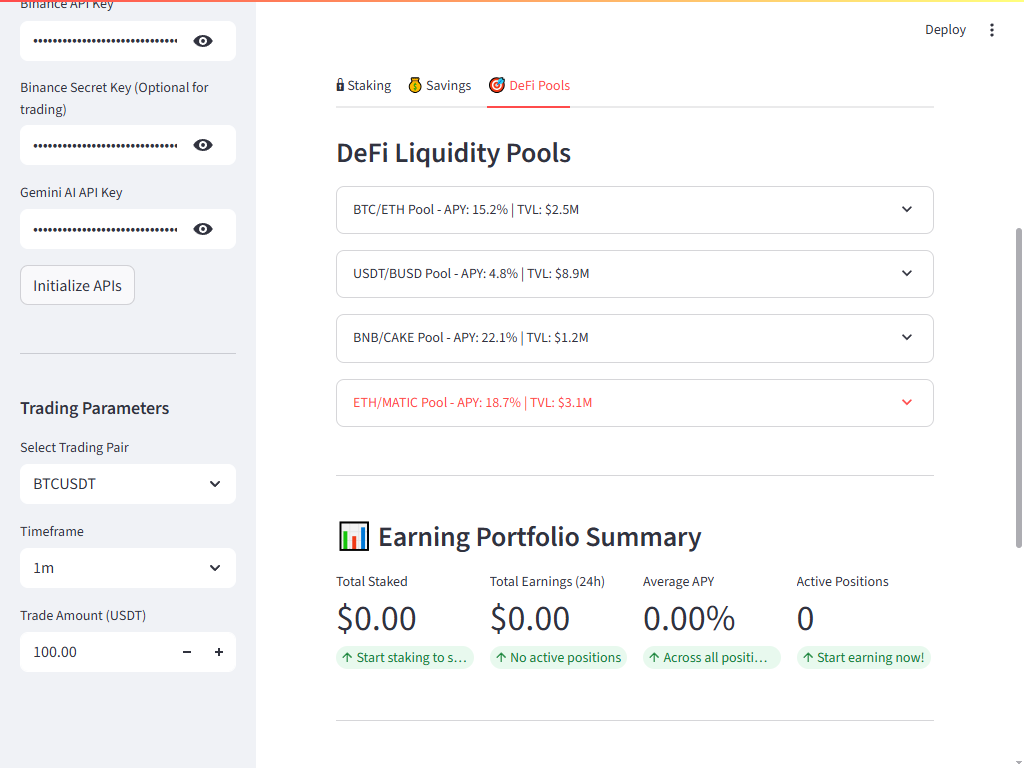 Binance API Key
••••••••••••••••••••••••••••••
Binance Secret Key (Optional for
trading)
••••••••••••••••••••••••••••••
Gemini AI API Key
••••••••••••••••••••••••••••••
Initialize APIs
Trading Parameters
Select Trading Pair
BTCUSDT
Timeframe
1m
Trade Amount (USDT)
100.00
Deploy
Staking
Savings
DeFi Pools
DeFi Liquidity Pools
BTC/ETH Pool - APY: 15.2% | TVL: $2.5M
USDT/BUSD Pool - APY: 4.8% | TVL: $8.9M
BNB/CAKE Pool - APY: 22.1% | TVL: $1.2M
ETH/MATIC Pool - APY: 18.7% | TVL: $3.1M
Earning Portfolio Summary
Total Staked
$0.00
↑ Start staking to s…
Total Earnings (24h)
$0.00
↑ No active positions
Average APY
0.00%
↑ Across all positi…
Active Positions
0
↑ Start earning now!